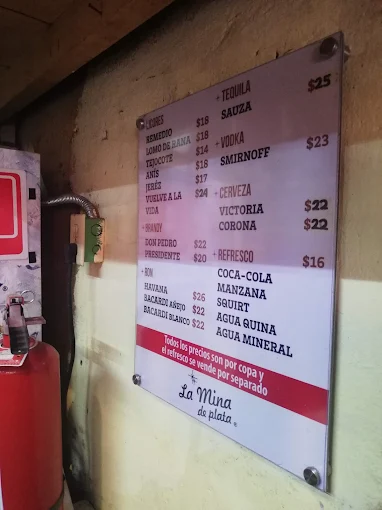 LICORES
REMEDIO $18
LOMO DE RANA $18
TEJOCOTE $14
ANÍS $18
JERÉZ $17
VUELVE A LA $24
VIDA
+ BRANDY
DON PEDRO $22
PRESIDENTE $20
+ RON
HAVANA $26
BACARDI AÑEJO $22
BACARDI BLANCO $22
+ TEQUILA $25
SAUZA
+ VODKA $23
SMIRNOFF
+ CERVEZA
VICTORIA $22
CORONA $22
+ REFRESCO $16
COCA-COLA
MANZANA
SQUIRT
AGUA QUINA
AGUA MINERAL
Todos los precios son por copa y
el refresco se vende por separado
La Mina
de plata